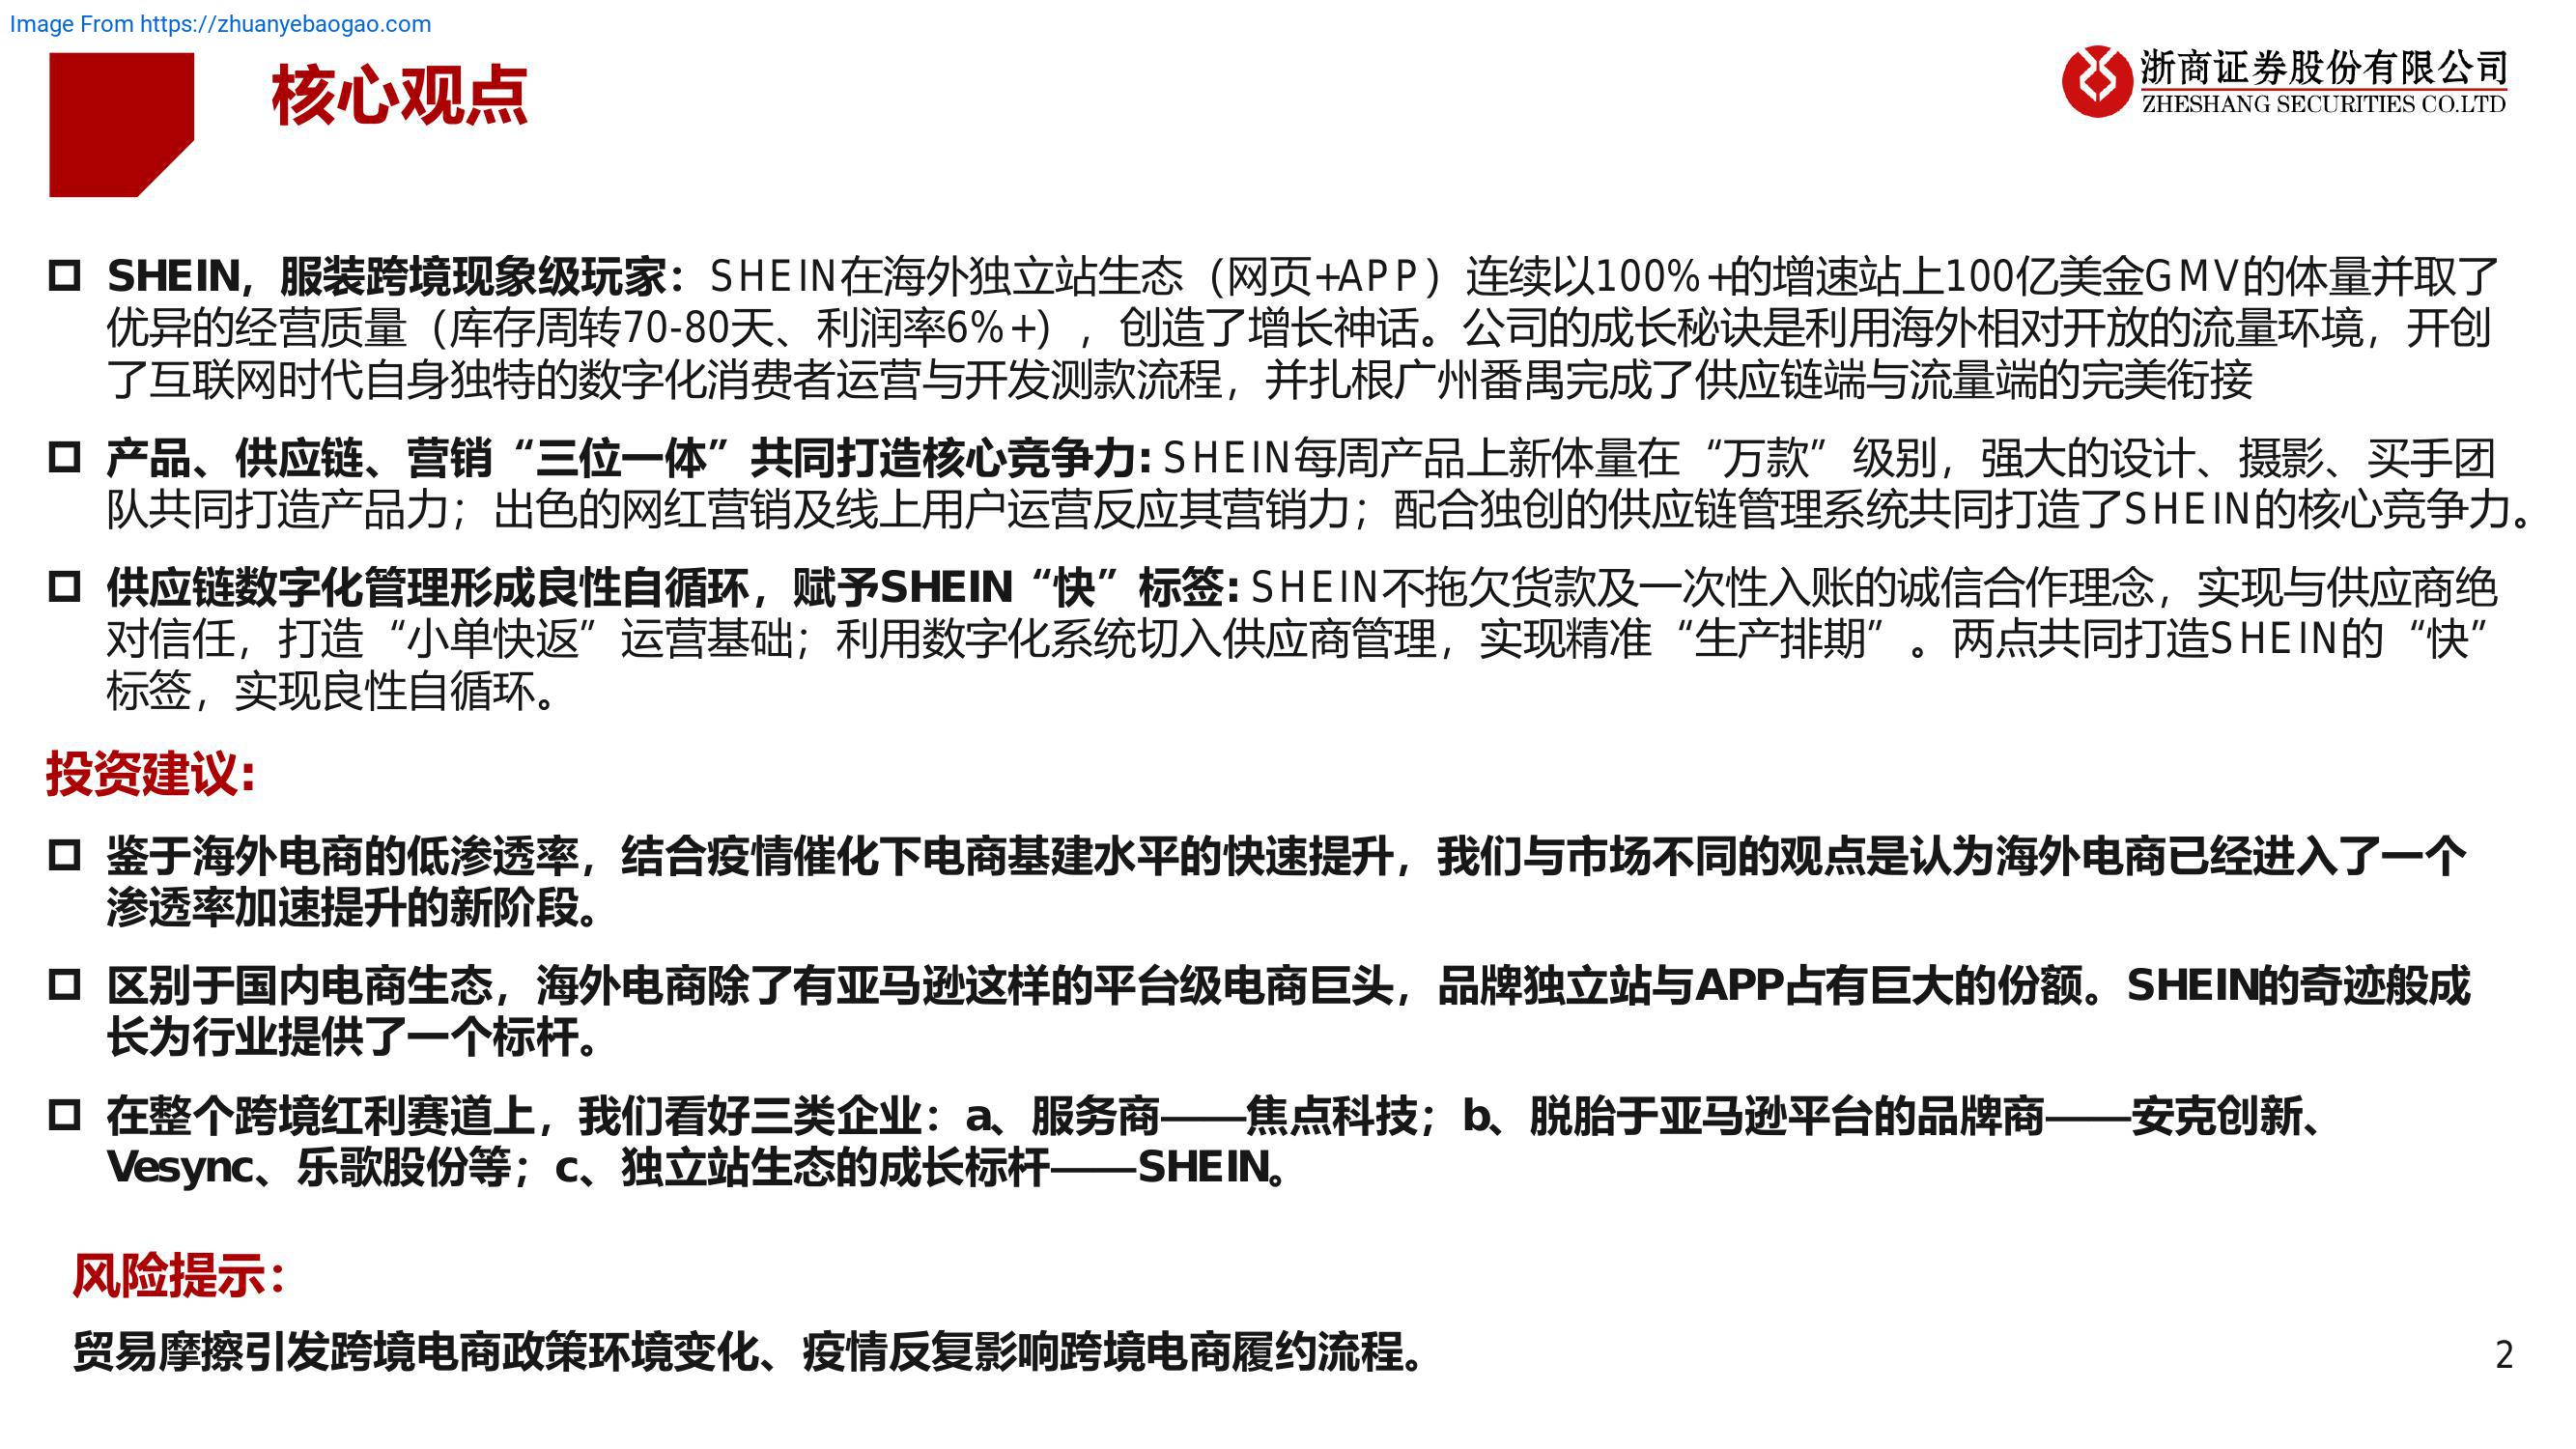 Image From https://zhuanyebaogao.com
核心观点
浙商证券股份有限公司
ZHESHANG SECURITIES CO.LTD
SHEIN，服装跨境现象级玩家：SHEIN在海外独立站生态（网页+APP）连续以100%+的增速站上100亿美金GMV的体量并取了
优异的经营质量（库存周转70-80天、利润率6%+），创造了增长神话。公司的成长秘诀是利用海外相对开放的流量环境，开创
了互联网时代自身独特的数字化消费者运营与开发测款流程，并扎根广州番禺完成了供应链端与流量端的完美衔接
产品、供应链、营销“三位一体”共同打造核心竞争力：SHEIN每周产品上新体量在“万款”级别，强大的设计、摄影、买手团
队共同打造产品力；出色的网红营销及线上用户运营反应其营销力；配合独创的供应链管理系统共同打造了SHEIN的核心竞争力。
供应链数字化管理形成良性自循环，赋予SHEIN“快”标签：SHEIN不拖欠货款及一次性入账的诚信合作理念，实现与供应商绝
对信任，打造“小单快返”运营基础；利用数字化系统切入供应商管理，实现精准“生产排期”。两点共同打造SHEIN的“快”
标签，实现良性自循环。
投资建议：
鉴于海外电商的低渗透率，结合疫情催化下电商基建水平的快速提升，我们与市场不同的观点是认为海外电商已经进入了一个
渗透率加速提升的新阶段。
区别于国内电商生态，海外电商除了有亚马逊这样的平台级电商巨头，品牌独立站与APP占有巨大的份额。SHEIN的奇迹般成
长为行业提供了一个标杆。
在整个跨境红利赛道上，我们看好三类企业：a、服务商——焦点科技；b、脱胎于亚马逊平台的品牌商——安克创新、
Vesync、乐歌股份等；c、独立站生态的成长标杆——SHEIN。
风险提示：
贸易摩擦引发跨境电商政策环境变化、疫情反复影响跨境电商履约流程。
2